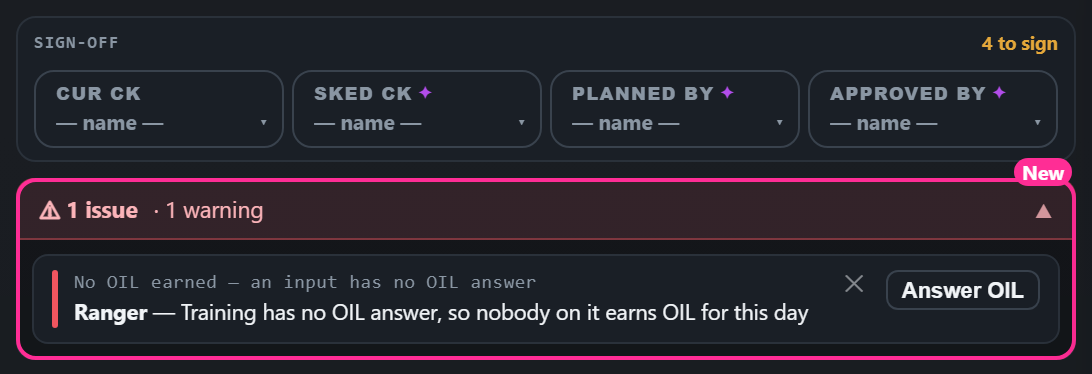 SIGN-OFF
4 to sign
CUR CK
— name —
SKED CK ✦
— name —
PLANNED BY ✦
— name —
APPROVED BY ✦
— name —
New
⚠ 1 issue · 1 warning
No OIL earned — an input has no OIL answer
Ranger — Training has no OIL answer, so nobody on it earns OIL for this day
Answer OIL